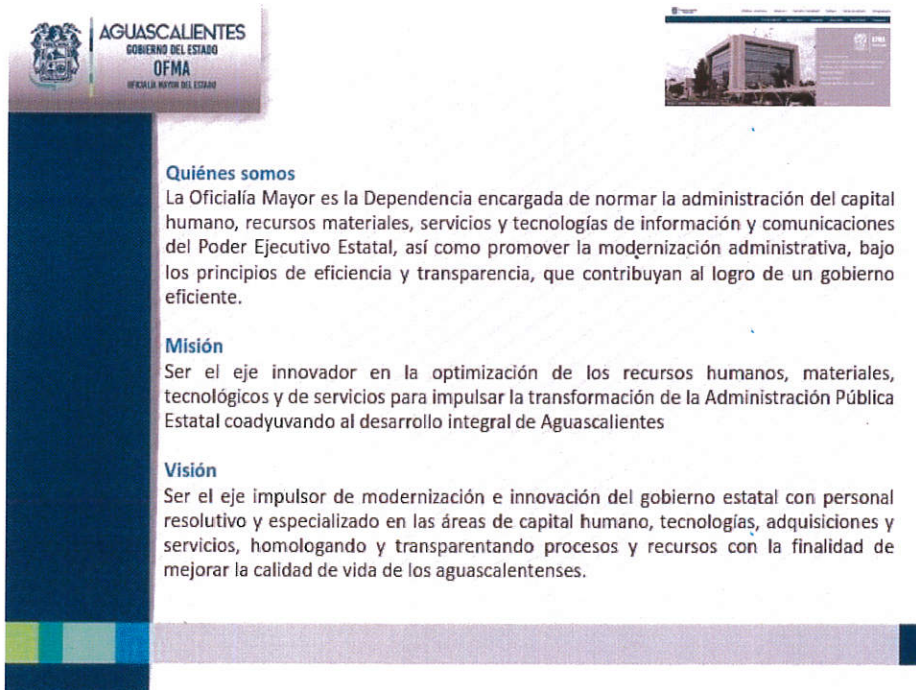 AGUASCALIENTES
GOBIERNO DEL ESTADO
OFMA
OFICIALÍA MAYOR DEL ESTADO
Quiénes somos
La Oficialía Mayor es la Dependencia encargada de normar la administración del capital
humano, recursos materiales, servicios y tecnologías de información y comunicaciones
del Poder Ejecutivo Estatal, así como promover la modernización administrativa, bajo
los principios de eficiencia y transparencia, que contribuyan al logro de un gobierno
eficiente.
Misión
Ser el eje innovador en la optimización de los recursos humanos, materiales,
tecnológicos y de servicios para impulsar la transformación de la Administración Pública
Estatal coadyuvando al desarrollo integral de Aguascalientes
Visión
Ser el eje impulsor de modernización e innovación del gobierno estatal con personal
resolutivo y especializado en las áreas de capital humano, tecnologías, adquisiciones y
servicios, homologando y transparentando procesos y recursos con la finalidad de
mejorar la calidad de vida de los aguascalentenses.